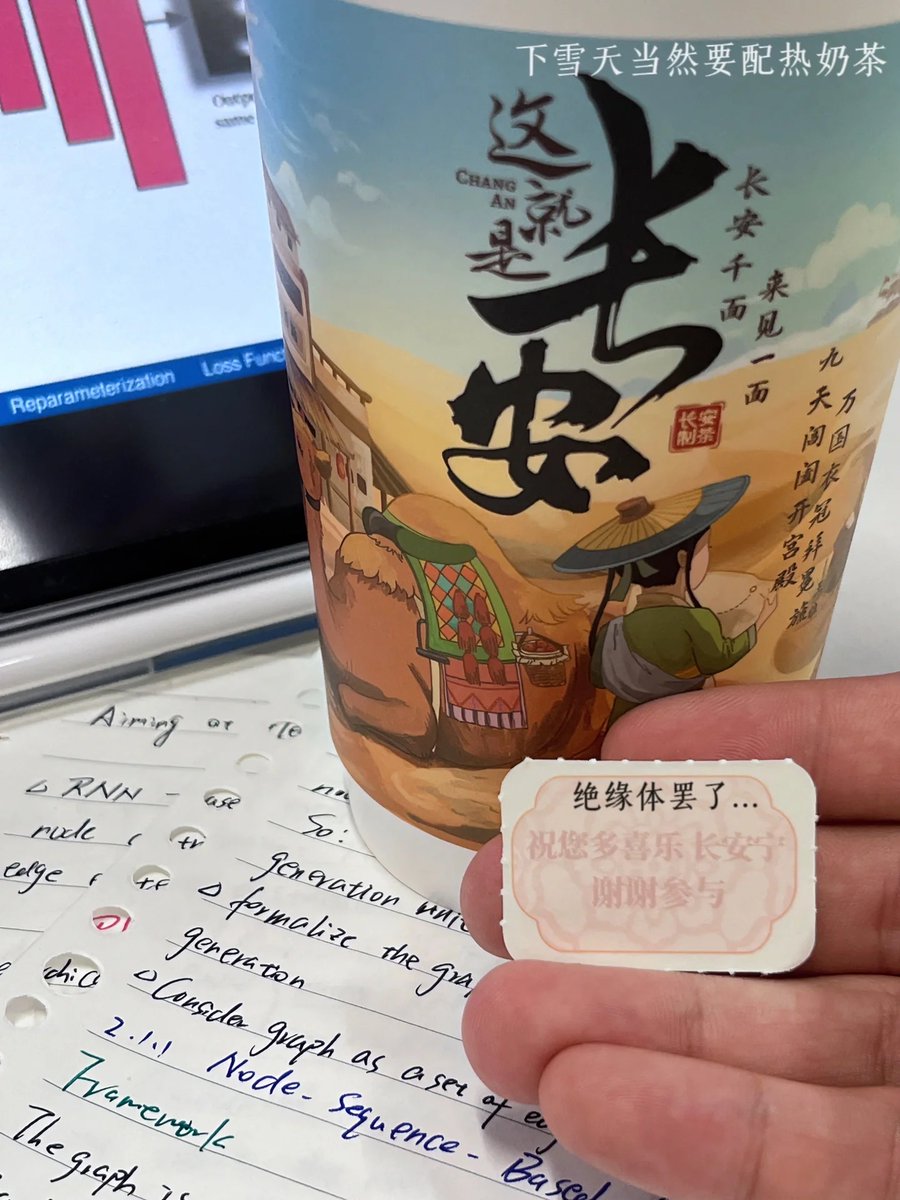 下雪天当然要配热奶茶
这就是
CHANG
AN
长安
长安千面
来见一面
长安
制茶
九天阊阖开宫殿
万国衣冠拜冕旒
Reparameterization
Loss
same
绝缘体罢了...
祝您多喜乐 长安宁
谢谢参与
Aiming at
△ RNN -
node
edge
So:
generation
△ formalize the
generation
△ Consider graph as a set of
2.1.1 Node-Sequence-Based
Framework
The graph is